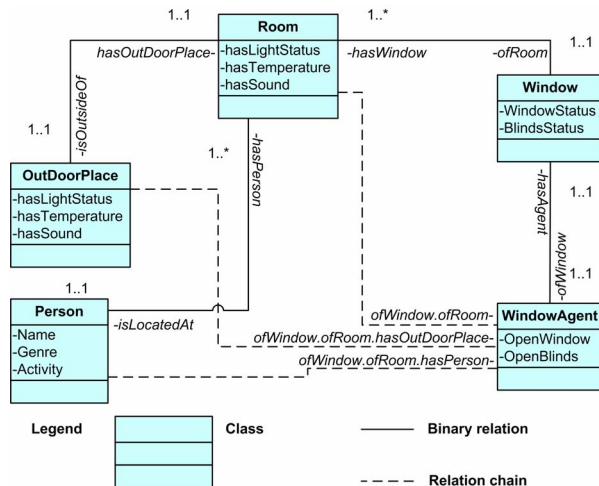 1..1
Room
1..*
hasOutDoorPlace-
-hasLightStatus
-hasTemperature
-hasSound
-hasWindow
-ofRoom
1..1
Window
-WindowStatus
-BlindsStatus
1..1
-isOutsideOf
OutDoorPlace
-hasLightStatus
-hasTemperature
-hasSound
1..*
-hasPerson
-hasAgent
1..1
-ofWindow
1..1
1..1
Person
-Name
-Genre
-Activity
-isLocatedAt
ofWindow.ofRoom-
ofWindow.ofRoom.hasOutDoorPlace-
ofWindow.ofRoom.hasPerson-
WindowAgent
-OpenWindow
-OpenBlinds
Legend
Class
Binary relation
Relation chain